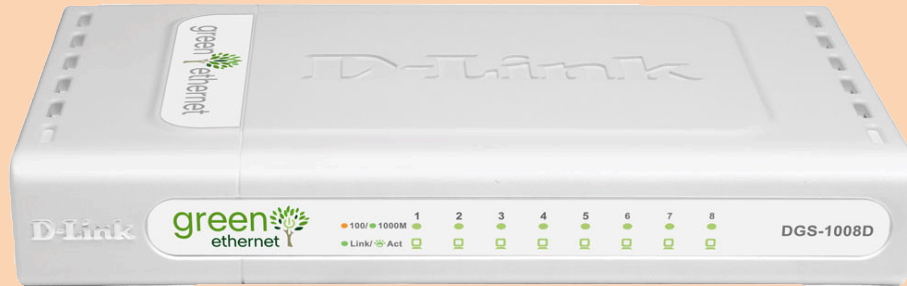 green ethernet
D-Link
D-Link
green
ethernet
100/ 1000M 1 2 3 4 5 6 7 8
Link/ Act
DGS-1008D